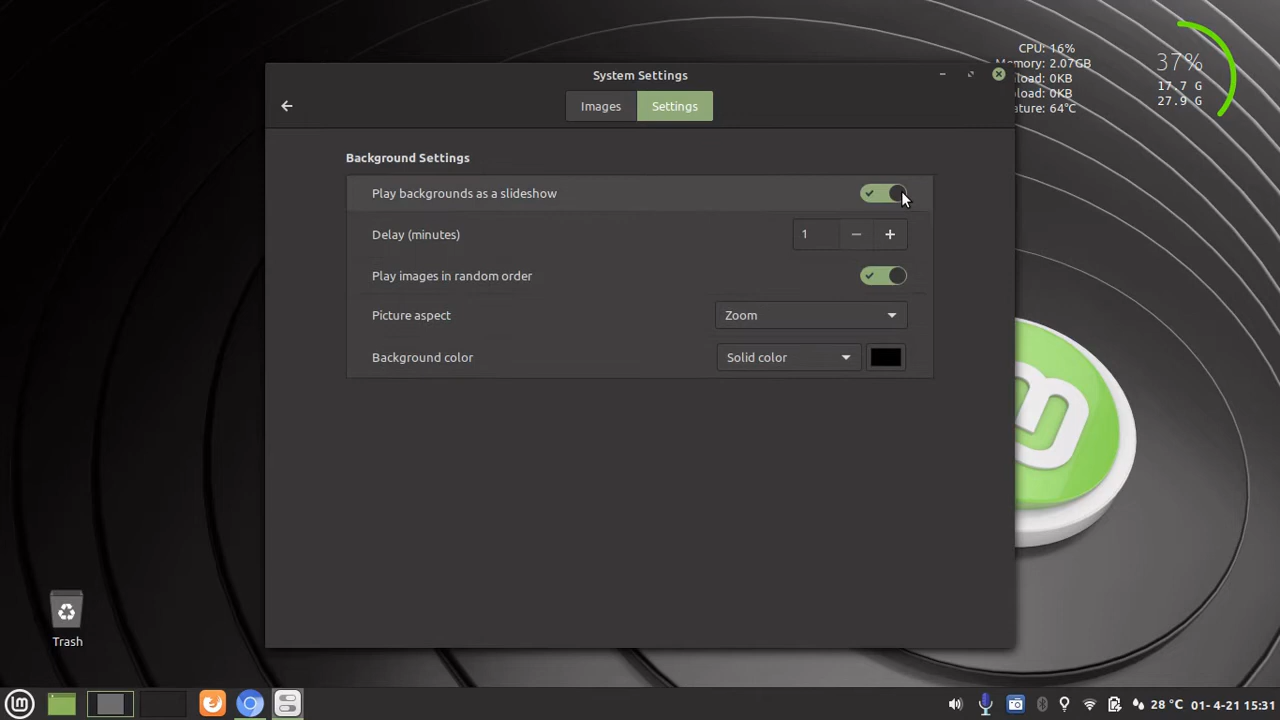 System Settings
Images
Settings
Background Settings
Play backgrounds as a slideshow
Delay (minutes)
1
Play images in random order
Picture aspect
Zoom
Background color
Solid color
CPU: 16%
Memory: 2.07GB
load: 0KB
load: 0KB
ature: 64°C
37%
17.7 G
27.9 G
Trash
28 °C
01- 4-21 15:31